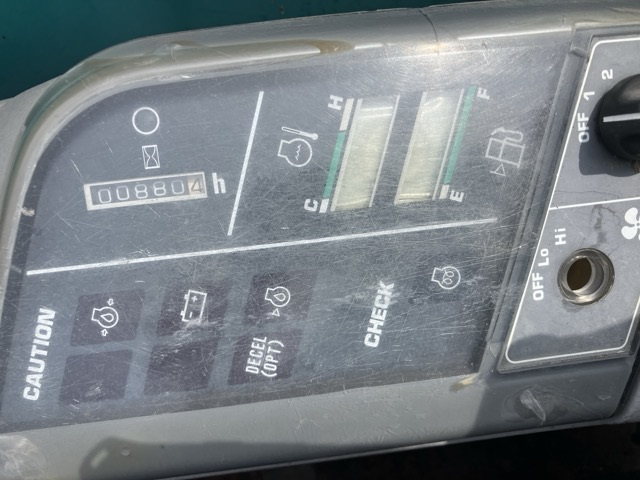 008804 h
H
C
F
E
CAUTION
DECEL
(OPT)
CHECK
OFF 1 2
OFF Lo Hi